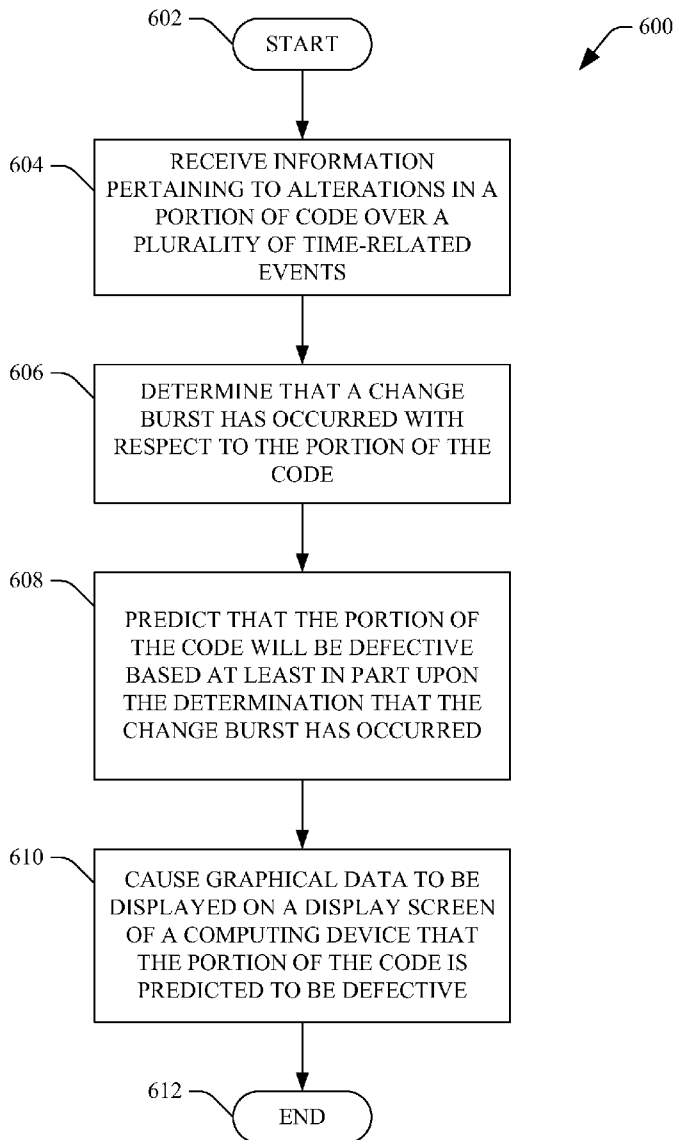 600
602
START
604
RECEIVE INFORMATION
PERTAINING TO ALTERATIONS IN A
PORTION OF CODE OVER A
PLURALITY OF TIME-RELATED
EVENTS
606
DETERMINE THAT A CHANGE
BURST HAS OCCURRED WITH
RESPECT TO THE PORTION OF THE
CODE
608
PREDICT THAT THE PORTION OF
THE CODE WILL BE DEFECTIVE
BASED AT LEAST IN PART UPON
THE DETERMINATION THAT THE
CHANGE BURST HAS OCCURRED
610
CAUSE GRAPHICAL DATA TO BE
DISPLAYED ON A DISPLAY SCREEN
OF A COMPUTING DEVICE THAT
THE PORTION OF THE CODE IS
PREDICTED TO BE DEFECTIVE
612
END